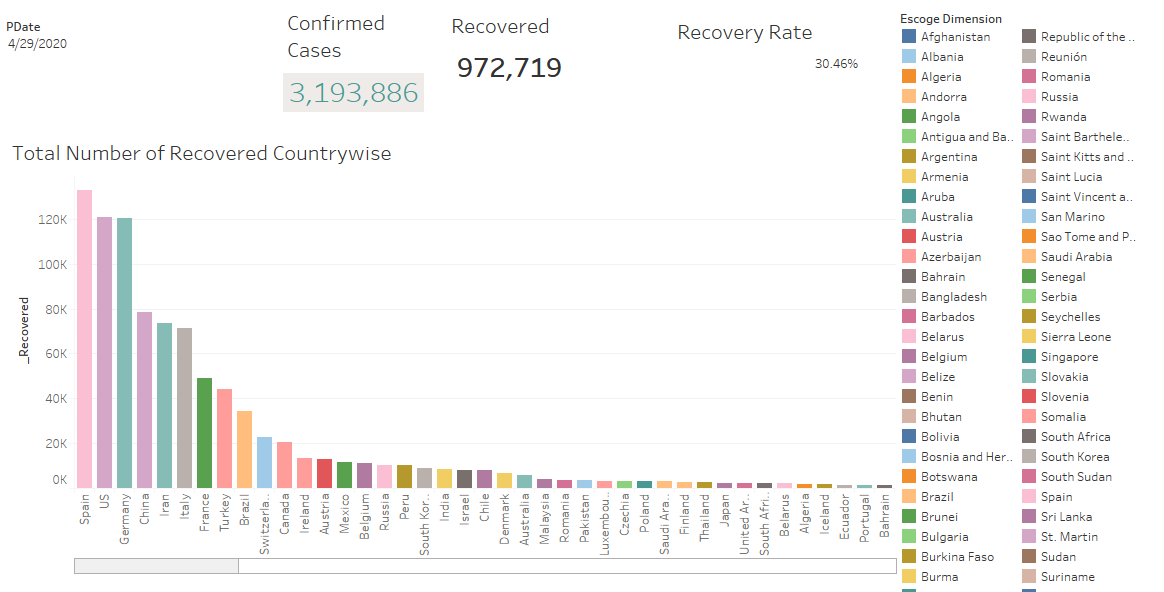 PDate
4/29/2020
Confirmed
Cases
3,193,886
Recovered
972,719
Recovery Rate
30.46%
Total Number of Recovered Countrywise
_Recovered
120K
100K
80K
60K
40K
20K
0K
Spain
US
Germany
China
Iran
Italy
France
Turkey
Brazil
Switzerla..
Canada
Ireland
Austria
Mexico
Belgium
Russia
Peru
South Kor..
India
Israel
Chile
Denmark
Australia
Malaysia
Romania
Pakistan
Luxembou..
Czechia
Poland
Saudi Ara..
Finland
Thailand
Japan
United Ar..
South Afri..
Belarus
Algeria
Iceland
Ecuador
Portugal
Bahrain
Escoge Dimension
Afghanistan
Albania
Algeria
Andorra
Angola
Antigua and Ba..
Argentina
Armenia
Aruba
Australia
Austria
Azerbaijan
Bahrain
Bangladesh
Barbados
Belarus
Belgium
Belize
Benin
Bhutan
Bolivia
Bosnia and Her..
Botswana
Brazil
Brunei
Bulgaria
Burkina Faso
Burma
Republic of the ..
Reunión
Romania
Russia
Rwanda
Saint Barthele..
Saint Kitts and ..
Saint Lucia
Saint Vincent a..
San Marino
Sao Tome and P..
Saudi Arabia
Senegal
Serbia
Seychelles
Sierra Leone
Singapore
Slovakia
Slovenia
Somalia
South Africa
South Korea
South Sudan
Spain
Sri Lanka
St. Martin
Sudan
Suriname